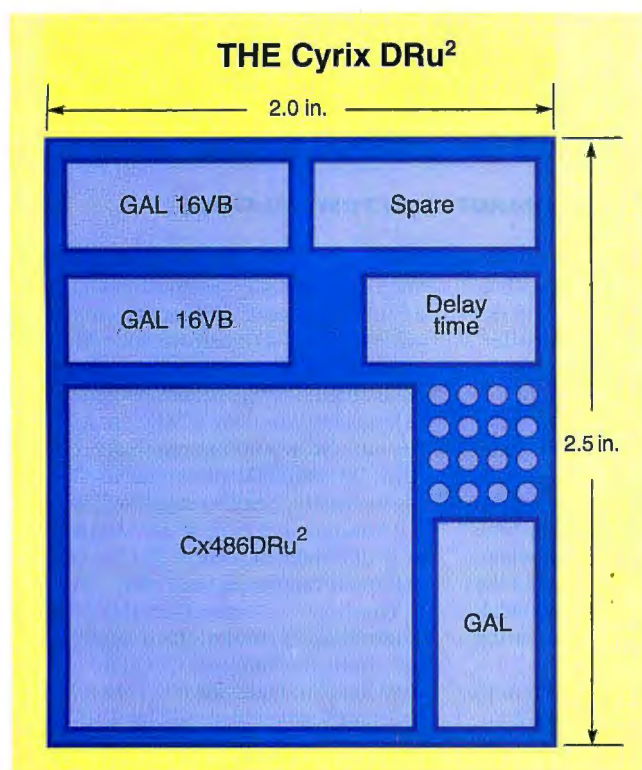 THE Cyrix DRu²
2.0 in.
GAL 16VB
Spare
GAL 16VB
Delay
time
2.5 in.
Cx486DRu²
GAL